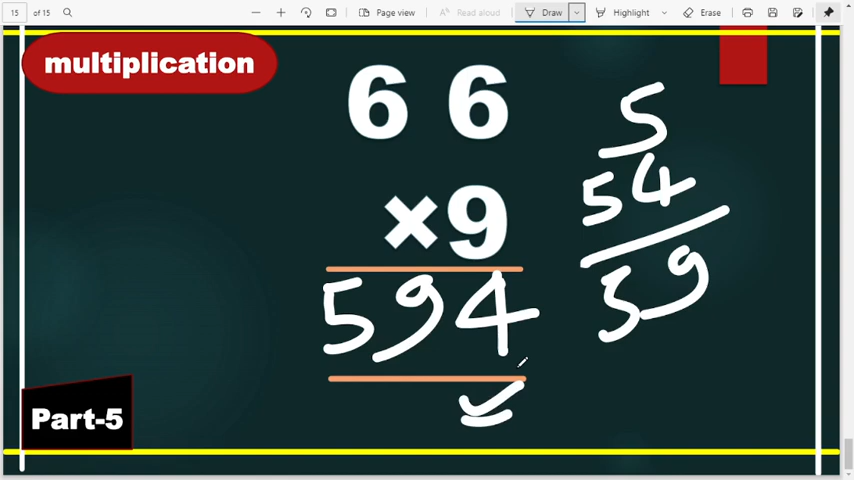 15 of 15 Page view Read aloud Draw Highlight Erase
multiplication
6 6
×9
594
5
54
59
Part-5